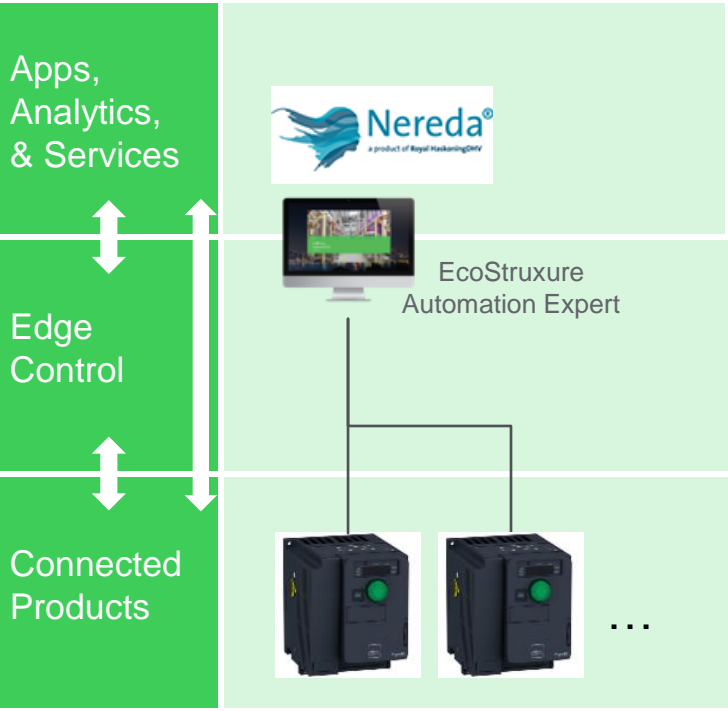 Apps,
Analytics,
& Services
Nereda®
a product of Royal HaskoningDHV
EcoStruxure
Automation Expert
Edge
Control
Connected
Products
...